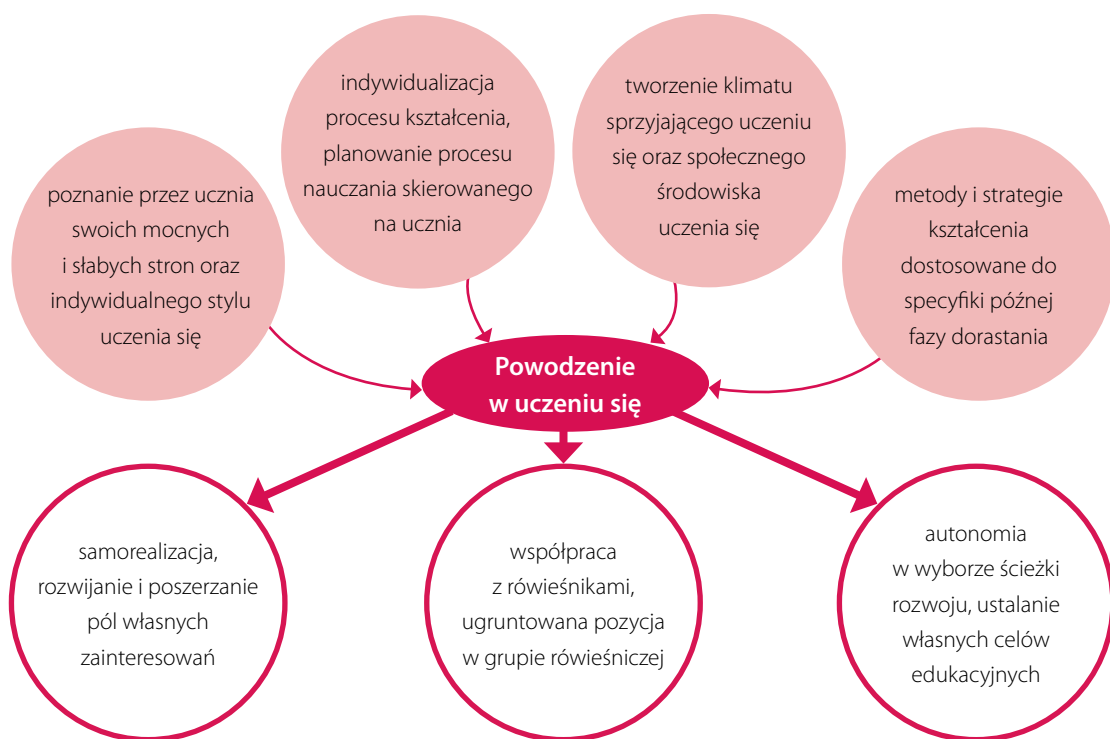 poznanie przez ucznia
swoich mocnych
i słabych stron oraz
indywidualnego stylu
uczenia się
indywidualizacja
procesu kształcenia,
planowanie procesu
nauczania skierowanego
na ucznia
tworzenie klimatu
sprzyjającego uczeniu
się oraz społecznego
środowiska
uczenia się
metody i strategie
kształcenia
dostosowane do
specyfiki późnej
fazy dorastania
Powodzenie
w uczeniu się
samorealizacja,
rozwijanie i poszerzanie
pól własnych
zainteresowań
współpraca
z rówieśnikami,
ugruntowana pozycja
w grupie rówieśniczej
autonomia
w wyborze ścieżki
rozwoju, ustalanie
własnych celów
edukacyjnych